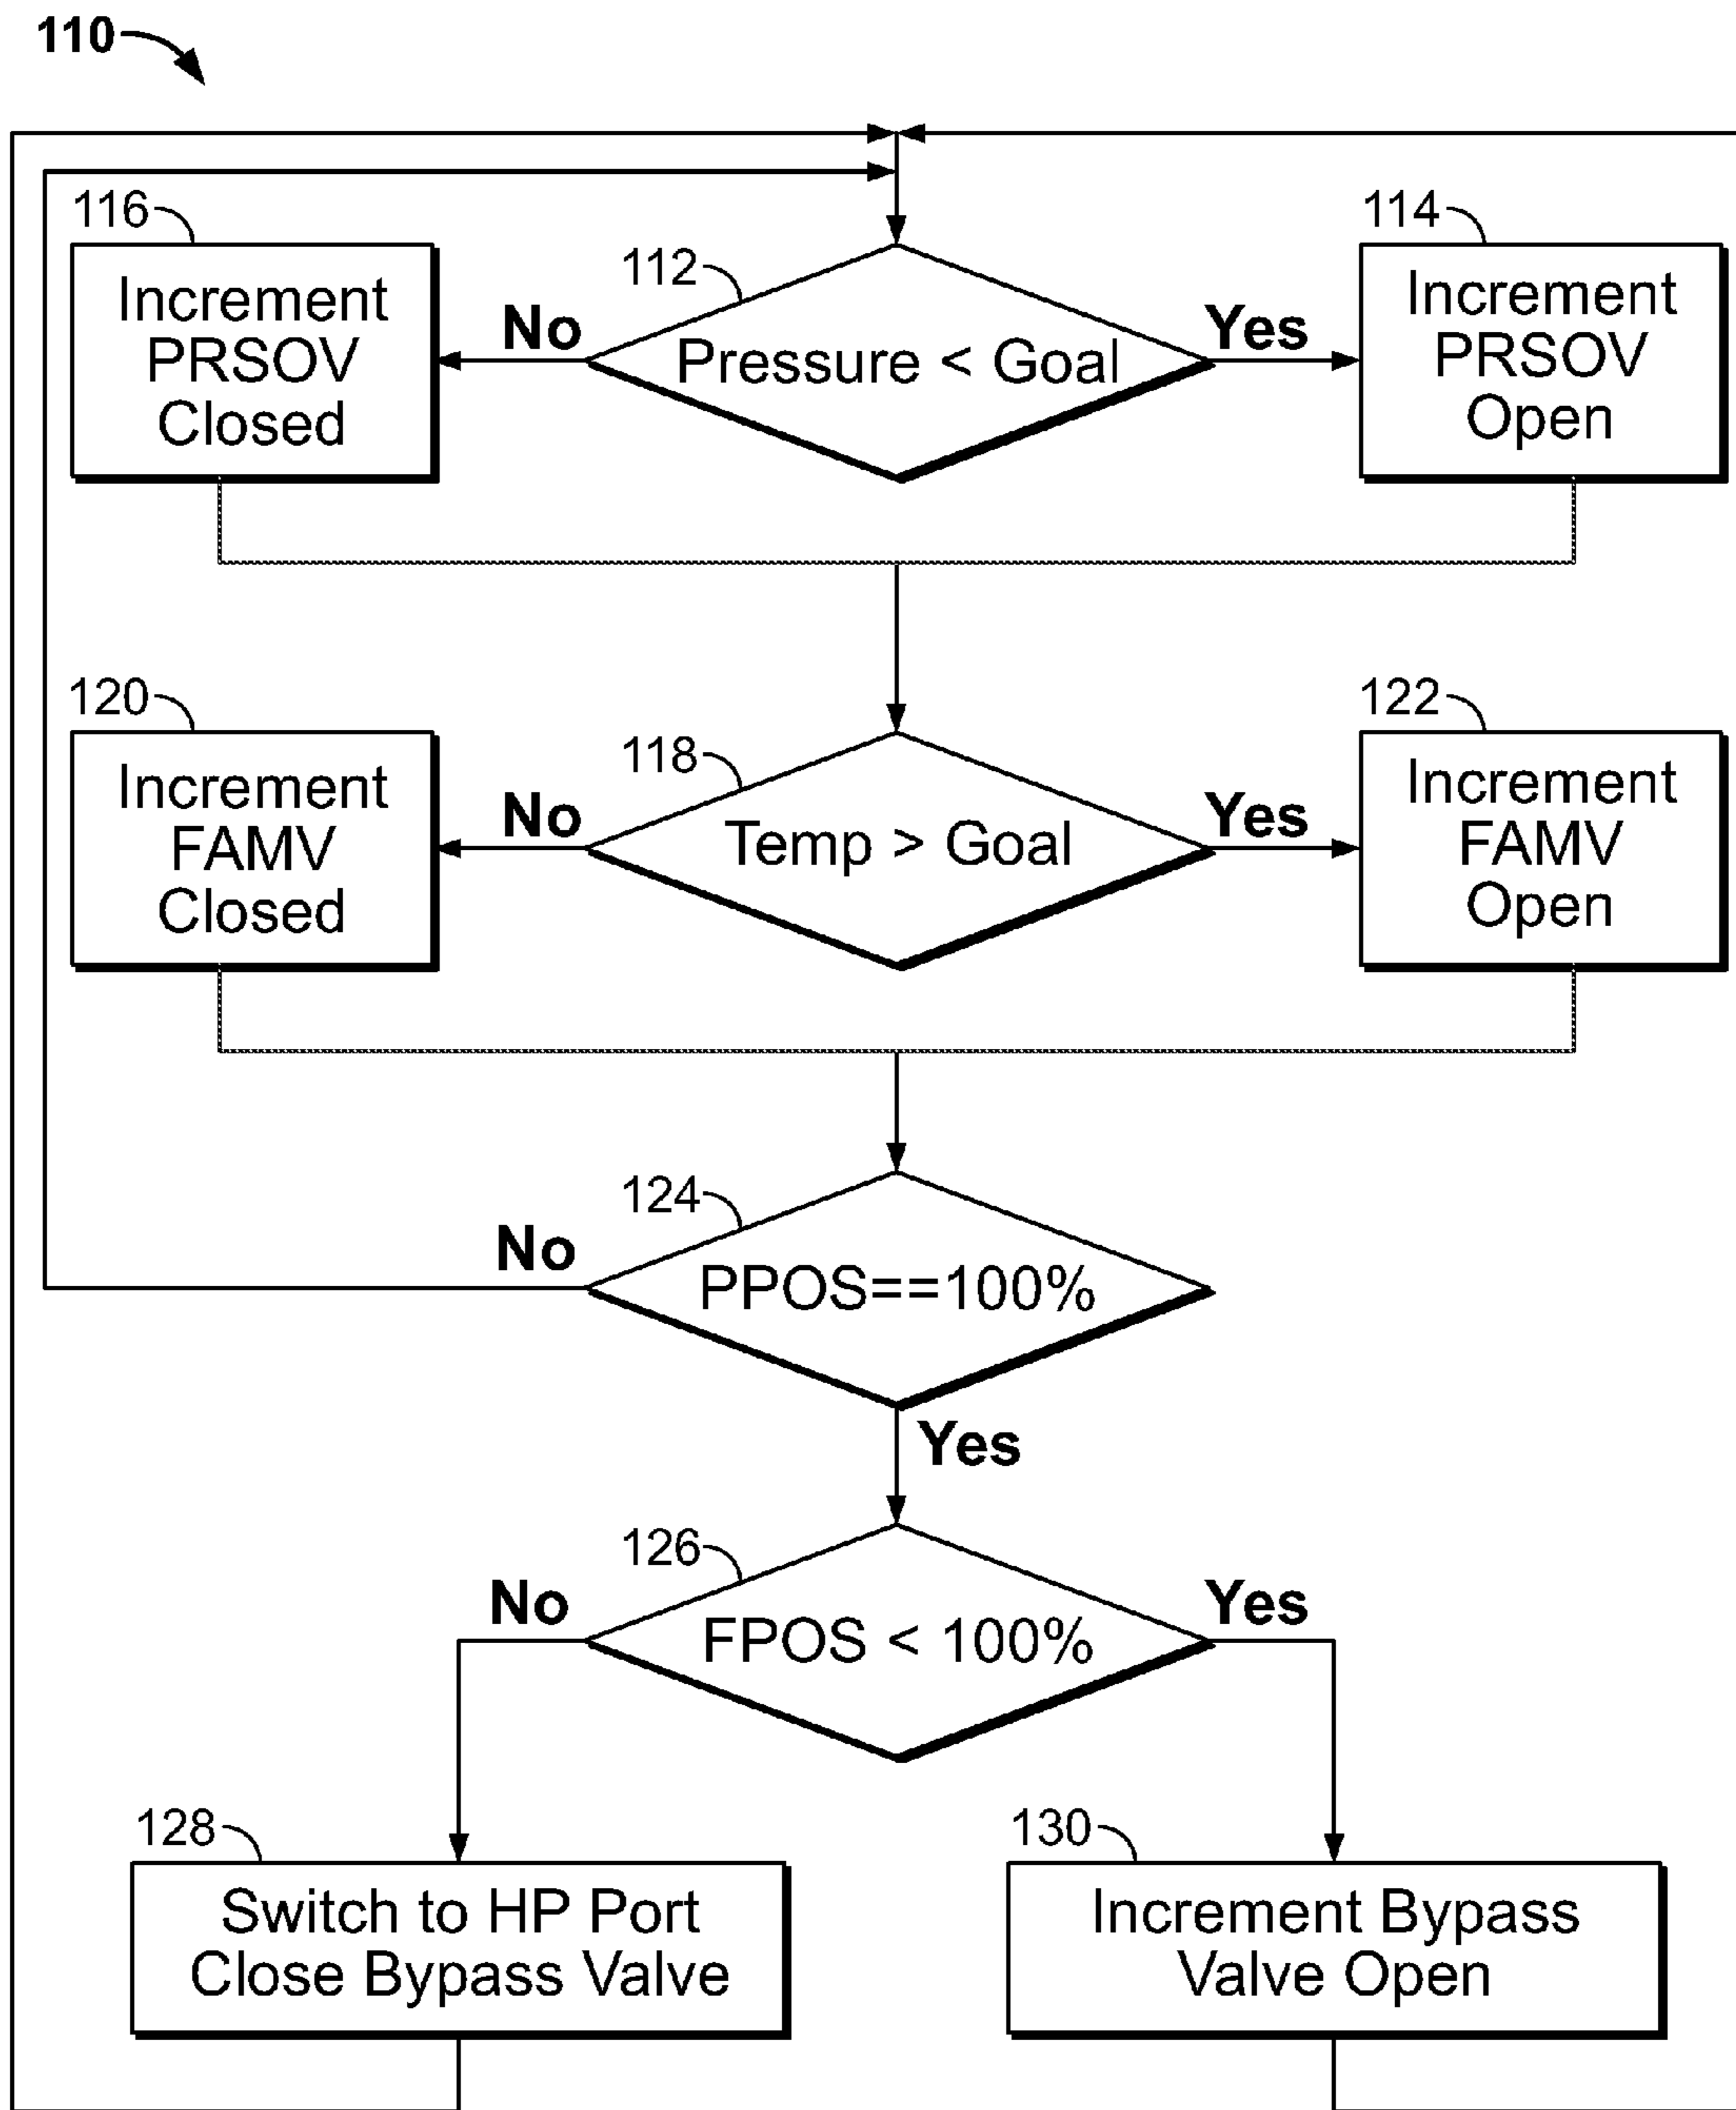 110
116
114
112
Increment
PRSOV
Closed
No
Pressure < Goal
Yes
Increment
PRSOV
Open
120
122
118
Increment
FAMV
Closed
No
Temp > Goal
Yes
Increment
FAMV
Open
124
No
PPOS==100%
Yes
126
No
FPOS < 100%
Yes
128
130
Switch to HP Port
Close Bypass Valve
Increment Bypass
Valve Open